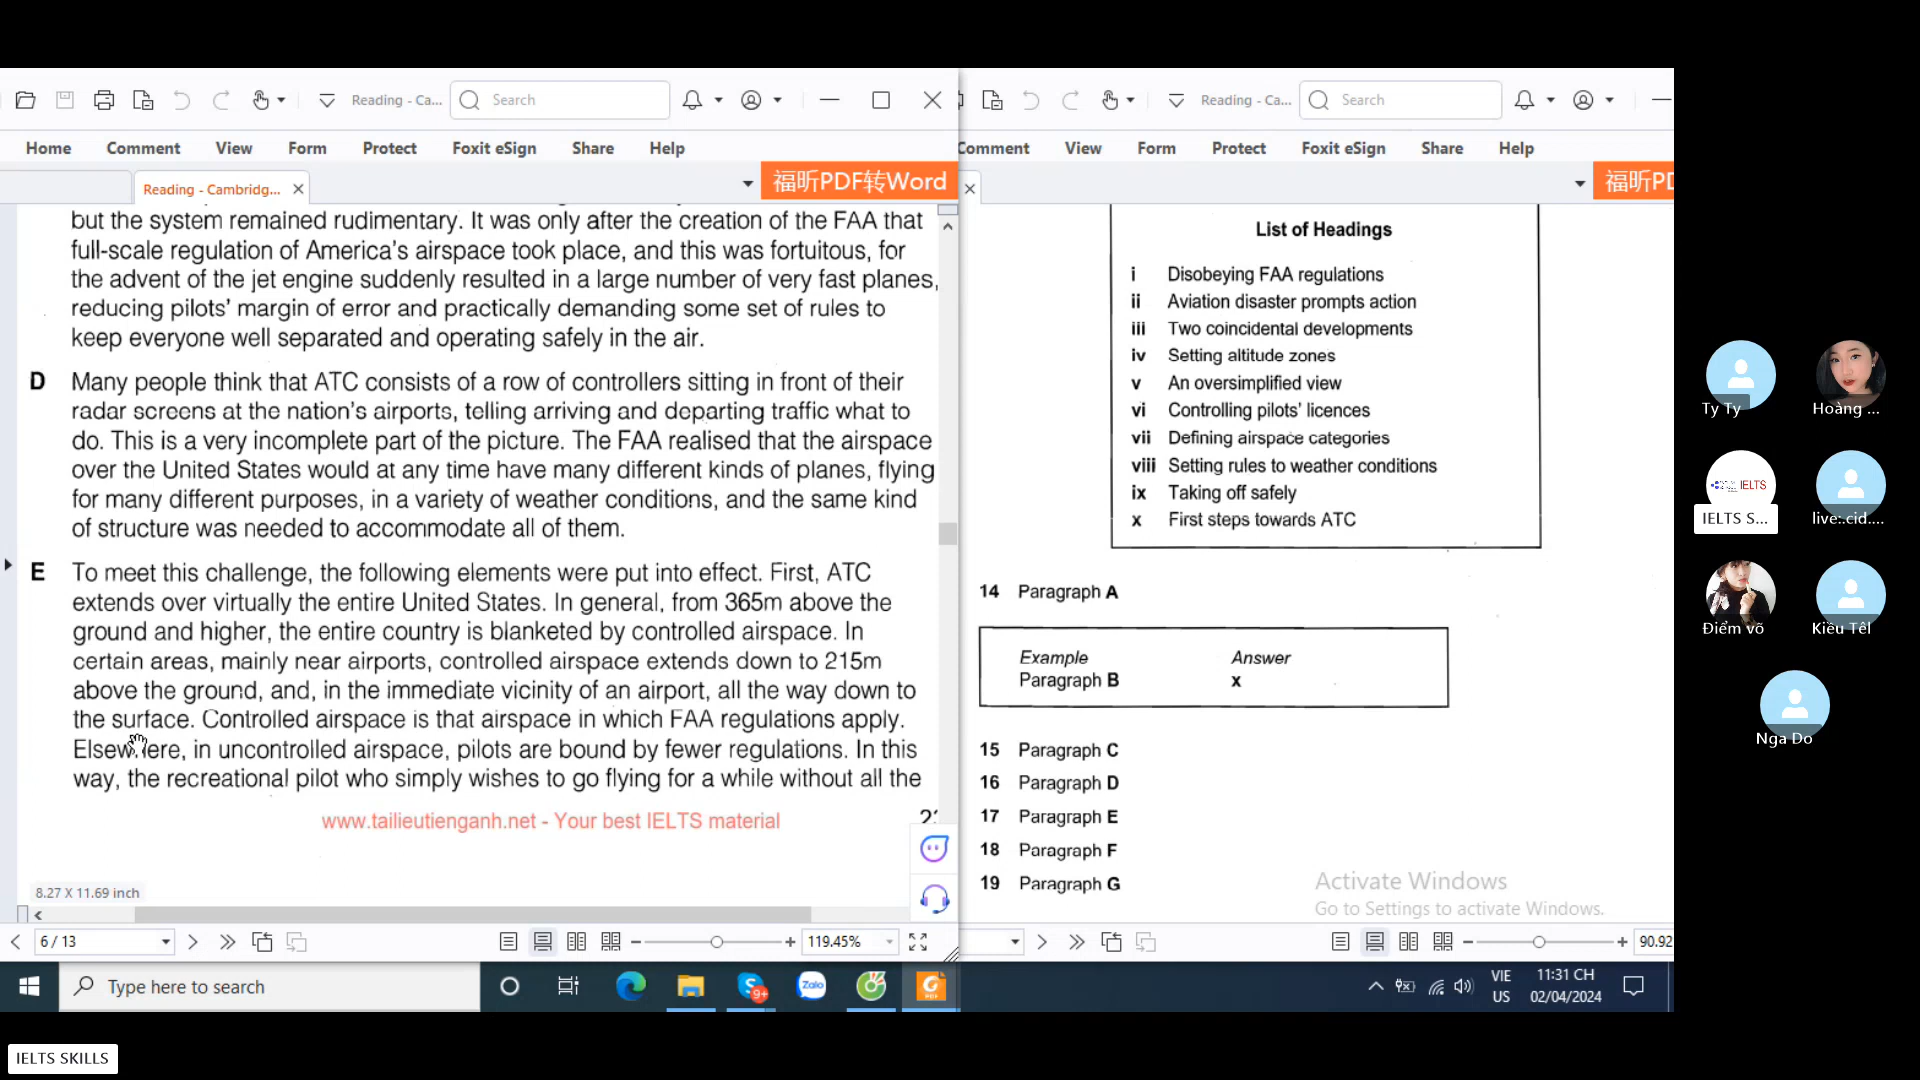 Reading - Ca...
Search
Reading - Ca...
Search
Home Comment View Form Protect Foxit eSign Share Help
Comment View Form Protect Foxit eSign Share Help
Reading - Cambridg...
福昕PDF转Word
福昕PD
but the system remained rudimentary. It was only after the creation of the FAA that
full-scale regulation of America's airspace took place, and this was fortuitous, for
the advent of the jet engine suddenly resulted in a large number of very fast planes,
reducing pilots' margin of error and practically demanding some set of rules to
keep everyone well separated and operating safely in the air.
D Many people think that ATC consists of a row of controllers sitting in front of their
radar screens at the nation's airports, telling arriving and departing traffic what to
do. This is a very incomplete part of the picture. The FAA realised that the airspace
over the United States would at any time have many different kinds of planes, flying
for many different purposes, in a variety of weather conditions, and the same kind
of structure was needed to accommodate all of them.
E To meet this challenge, the following elements were put into effect. First, ATC
extends over virtually the entire United States. In general, from 365m above the
ground and higher, the entire country is blanketed by controlled airspace. In
certain areas, mainly near airports, controlled airspace extends down to 215m
above the ground, and, in the immediate vicinity of an airport, all the way down to
the surface. Controlled airspace is that airspace in which FAA regulations apply.
Elsewhere, in uncontrolled airspace, pilots are bound by fewer regulations. In this
way, the recreational pilot who simply wishes to go flying for a while without all the
www.tailieutienganh.net - Your best IELTS material
8.27 X 11.69 inch
6 / 13
119.45%
List of Headings
i Disobeying FAA regulations
ii Aviation disaster prompts action
iii Two coincidental developments
iv Setting altitude zones
v An oversimplified view
vi Controlling pilots' licences
vii Defining airspace categories
viii Setting rules to weather conditions
ix Taking off safely
x First steps towards ATC
14 Paragraph A
Example Answer
Paragraph B x
15 Paragraph C
16 Paragraph D
17 Paragraph E
18 Paragraph F
19 Paragraph G
Activate Windows
Go to Settings to activate Windows.
90.92
Ty Ty
Hoàng ...
IELTS
IELTS S...
live:.cid....
Điểm võ
Kiều Têl
Nga Do
Type here to search
9+
Zalo
PDF
VIE
US
11:31 CH
02/04/2024
IELTS SKILLS